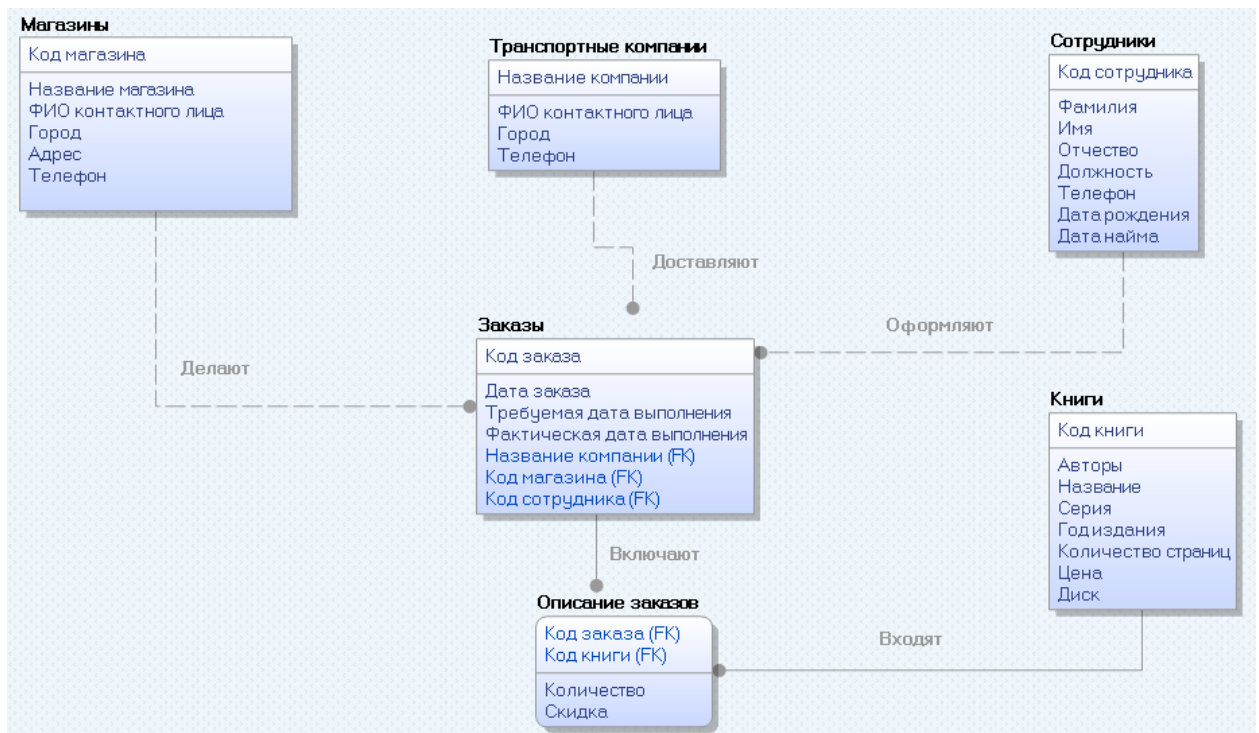 Магазины
Код магазина
Название магазина
ФИО контактного лица
Город
Адрес
Телефон
Транспортные компании
Название компании
ФИО контактного лица
Город
Телефон
Сотрудники
Код сотрудника
Фамилия
Имя
Отчество
Должность
Телефон
Дата рождения
Дата найма
Доставляют
Оформляют
Делают
Заказы
Код заказа
Дата заказа
Требуемая дата выполнения
Фактическая дата выполнения
Название компании (FK)
Код магазина (FK)
Код сотрудника (FK)
Книги
Код книги
Авторы
Название
Серия
Год издания
Количество страниц
Цена
Диск
Включают
Входят
Описание заказов
Код заказа (FK)
Код книги (FK)
Количество
Скидка